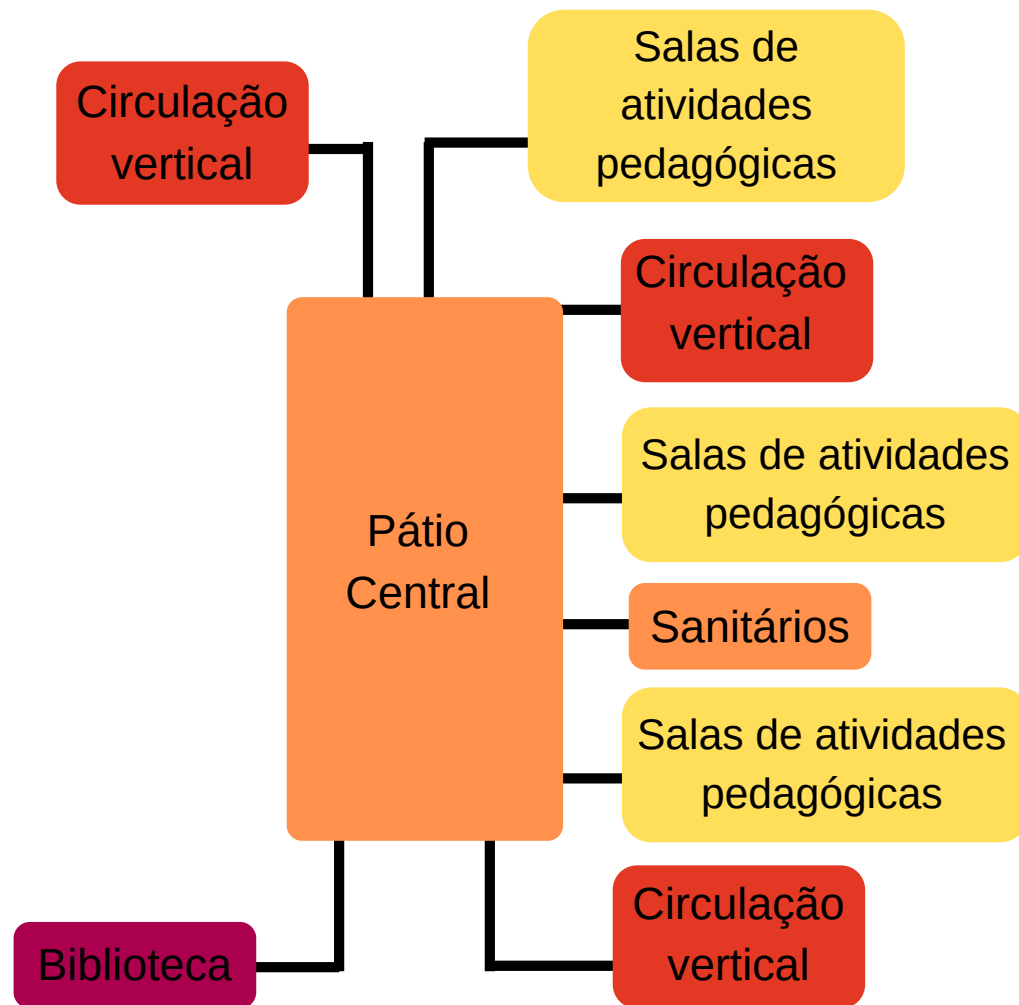 Salas de
atividades
pedagógicas
Circulação
vertical
Circulação
vertical
Salas de atividades
pedagógicas
Pátio
Central
Sanitários
Salas de atividades
pedagógicas
Circulação
vertical
Biblioteca